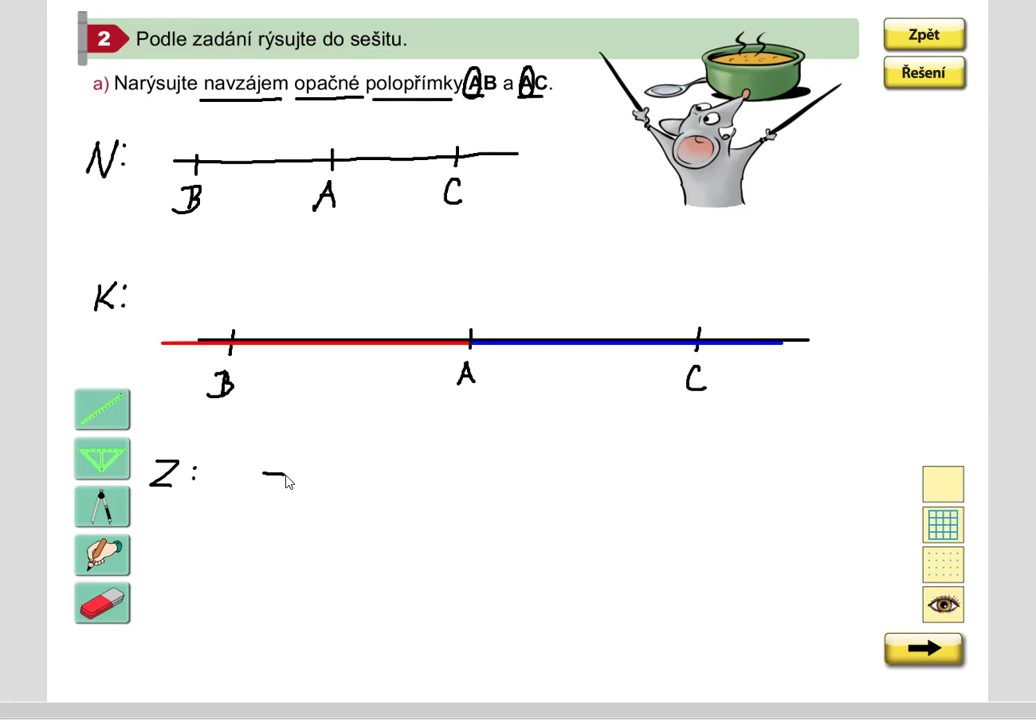 2 Podle zadání rýsujte do sešitu.
Zpět
Řešení
a) Narýsujte navzájem opačné polopřímky AB a AC.
N:
B A C
K:
B A C
Z: